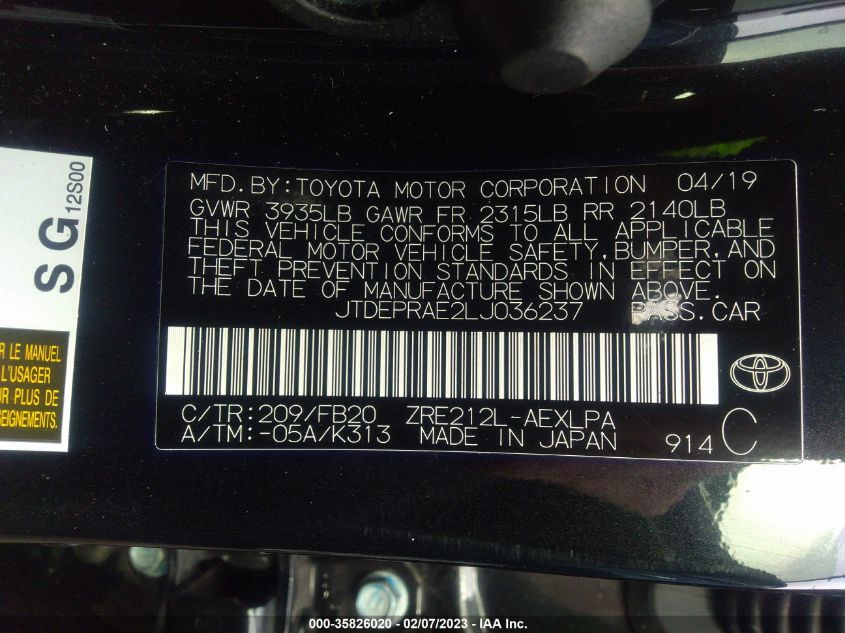 MFD.BY:TOYOTA MOTOR CORPORATION 04/19
GVWR 3935LB GAWR FR 2315LB RR 2140LB
THIS VEHICLE CONFORMS TO ALL APPLICABLE
FEDERAL MOTOR VEHICLE SAFETY,BUMPER,AND
THEFT PREVENTION STANDARDS IN EFFECT ON
THE DATE OF MANUFACTURE SHOWN ABOVE.
JTDEPRAE2LJ036237 PASS.CAR
C/TR:209/FB20 ZRE212L-AEXLPA
A/TM:-05A/K313 MADE IN JAPAN 914 C
SG 12S00
R LE MANUEL
L'USAGER
UR PLUS DE
EIGNEMENTS.
000-35826020 - 02/07/2023 - IAA Inc.